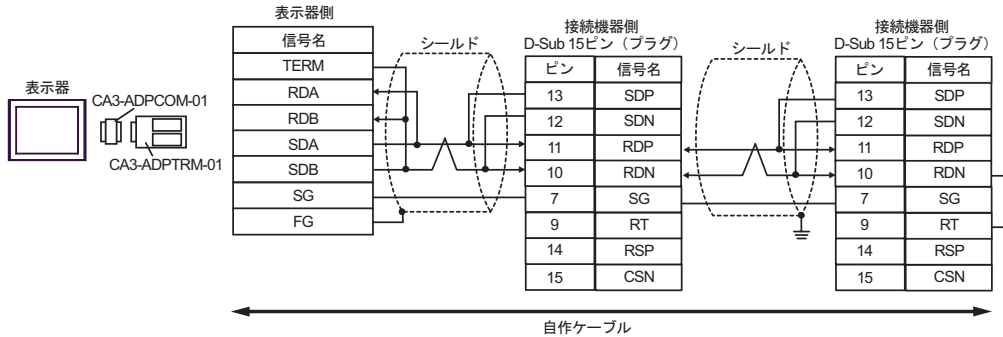 表示器
CA3-ADPCOM-01
CA3-ADPTRM-01
表示器側
信号名
TERM
RDA
RDB
SDA
SDB
SG
FG
シールド
接続機器側
D-Sub 15ピン（プラグ）
ピン 信号名
13 SDP
12 SDN
11 RDP
10 RDN
7 SG
9 RT
14 RSP
15 CSN
シールド
接続機器側
D-Sub 15ピン（プラグ）
ピン 信号名
13 SDP
12 SDN
11 RDP
10 RDN
7 SG
9 RT
14 RSP
15 CSN
自作ケーブル